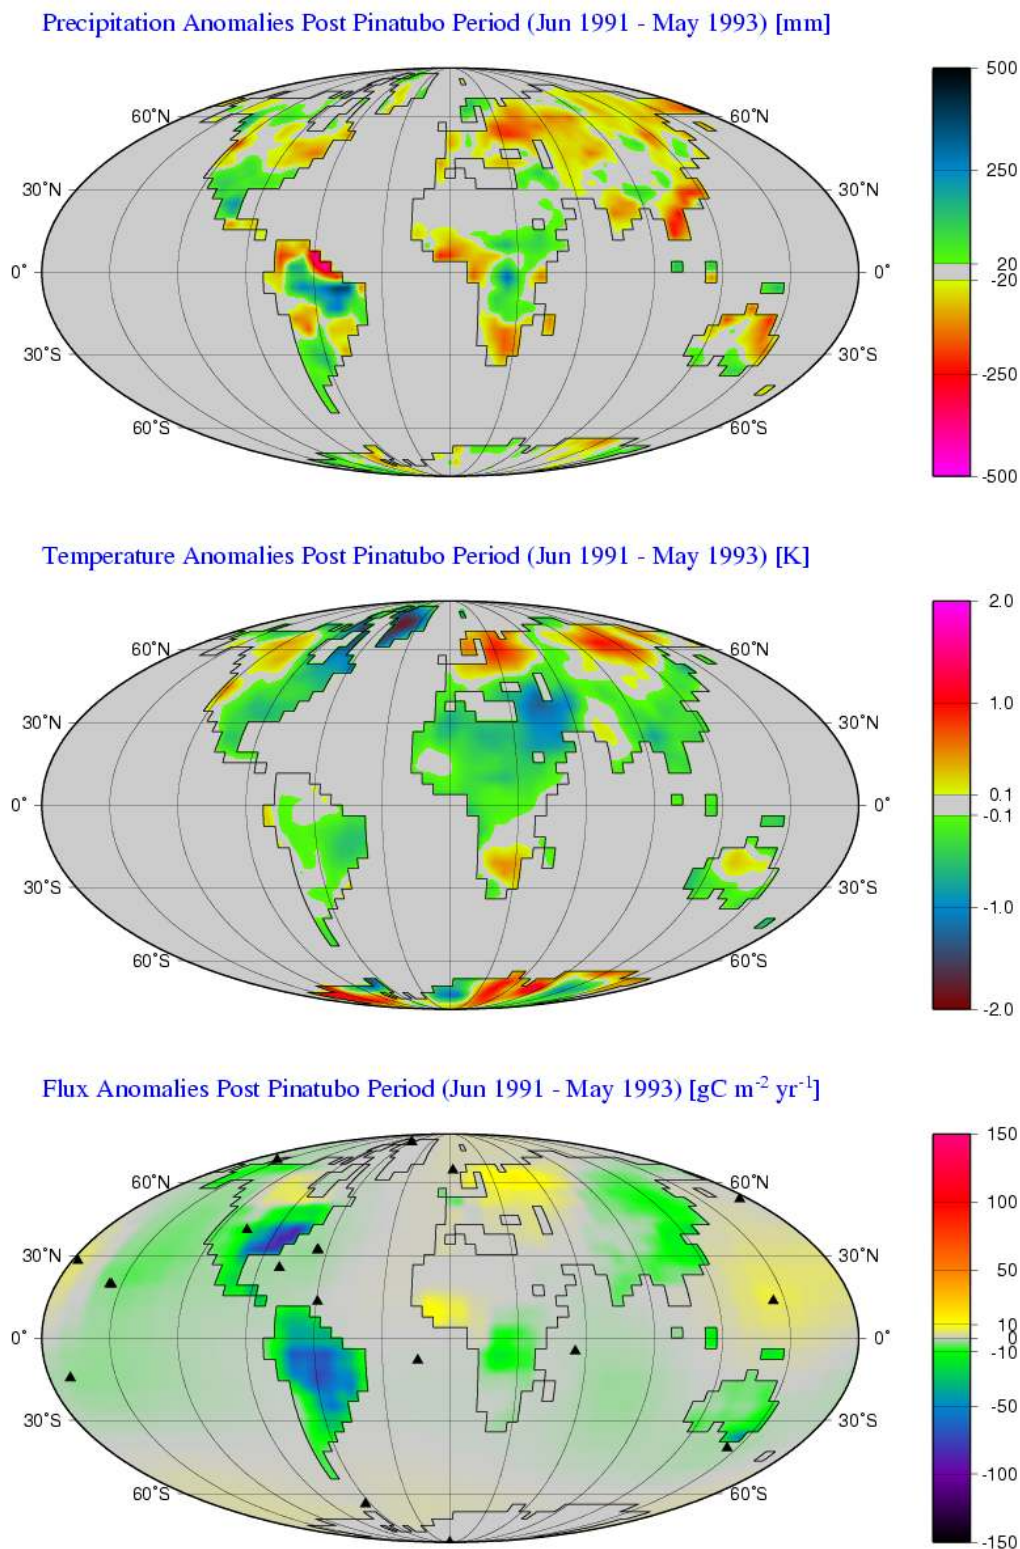 Precipitation Anomalies Post Pinatubo Period (Jun 1991 - May 1993) [mm]
500
60˚N
250
30˚N 30˚N
20
0˚ 0˚
-20
30˚S 30˚S
-250
60˚S 60˚S
-500
Temperature Anomalies Post Pinatubo Period (Jun 1991 - May 1993) [K]
2.0
60˚N 60˚N
1.0
30˚N 30˚N
0.1
0˚ 0˚
-0.1
30˚S 30˚S
-1.0
60˚S 60˚S
-2.0
Flux Anomalies Post Pinatubo Period (Jun 1991 - May 1993) [gC m-2 yr-1]
150
60˚N 60˚N
100
30˚N 30˚N
50
10
0˚ 0˚
0
-10
30˚S 30˚S
-50
60˚S 60˚S
-100
-150